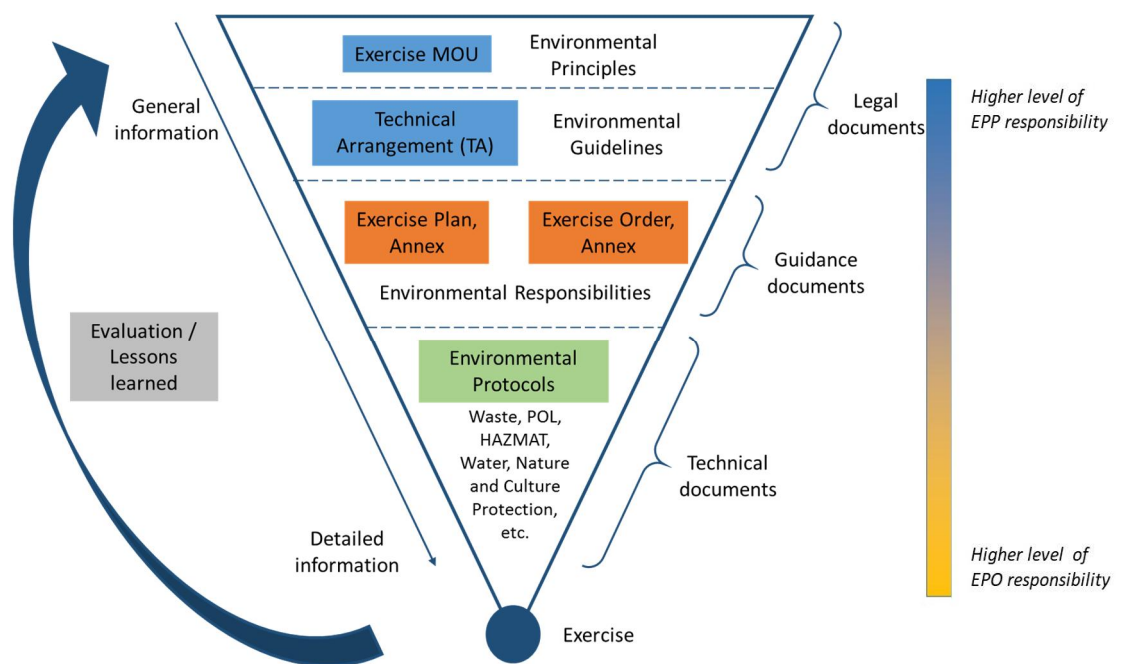 Exercise MOU
Environmental
Principles
General
information
Technical
Arrangement (TA)
Environmental
Guidelines
Legal
documents
Higher level of
EPP responsibility
Exercise Plan,
Annex
Exercise Order,
Annex
Environmental Responsibilities
Guidance
documents
Evaluation /
Lessons
learned
Environmental
Protocols
Waste, POL,
HAZMAT,
Water, Nature
and Culture
Protection,
etc.
Technical
documents
Detailed
information
Higher level of
EPO responsibility
Exercise